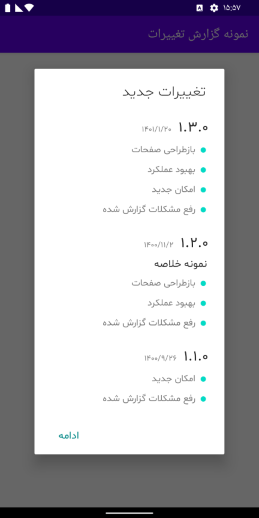 ۱۵:۵۷
نمونه گزارش تغییرات
تغییرات جدید
۱.۳.۰ ۱۴۰۱/۱/۲۰
بازطراحی صفحات
بهبود عملکرد
امکان جدید
رفع مشکلات گزارش شده
۱.۲.۰ ۱۴۰۰/۱۱/۲
نمونه خلاصه
بازطراحی صفحات
بهبود عملکرد
رفع مشکلات گزارش شده
۱.۱.۰ ۱۴۰۰/۹/۲۶
امکان جدید
رفع مشکلات گزارش شده
ادامه